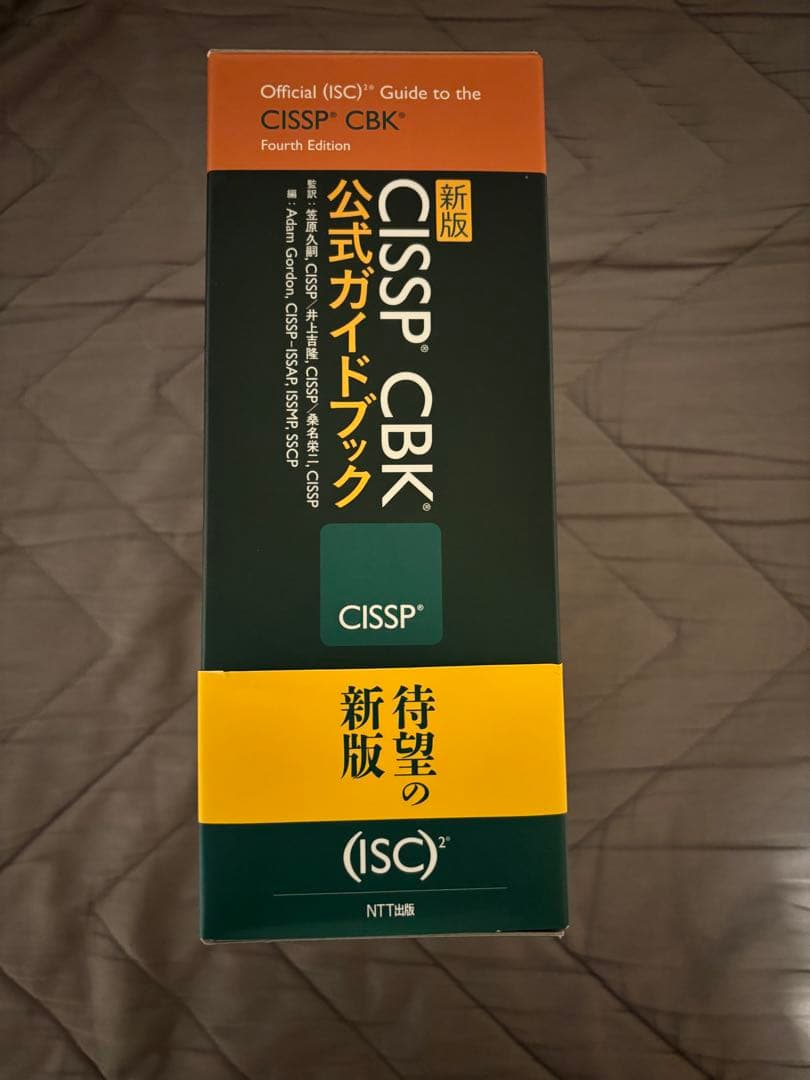 Official (ISC)²® Guide to the
CISSP® CBK®
Fourth Edition
新版
CISSP® CBK®
公式ガイドブック
監訳：笠原久嗣, CISSP／井上吉隆, CISSP／桑名栄二, CISSP
編：Adam Gordon, CISSP-ISSAP, ISSMP, SSCP
CISSP®
待望の
新版
(ISC)²®
NTT出版